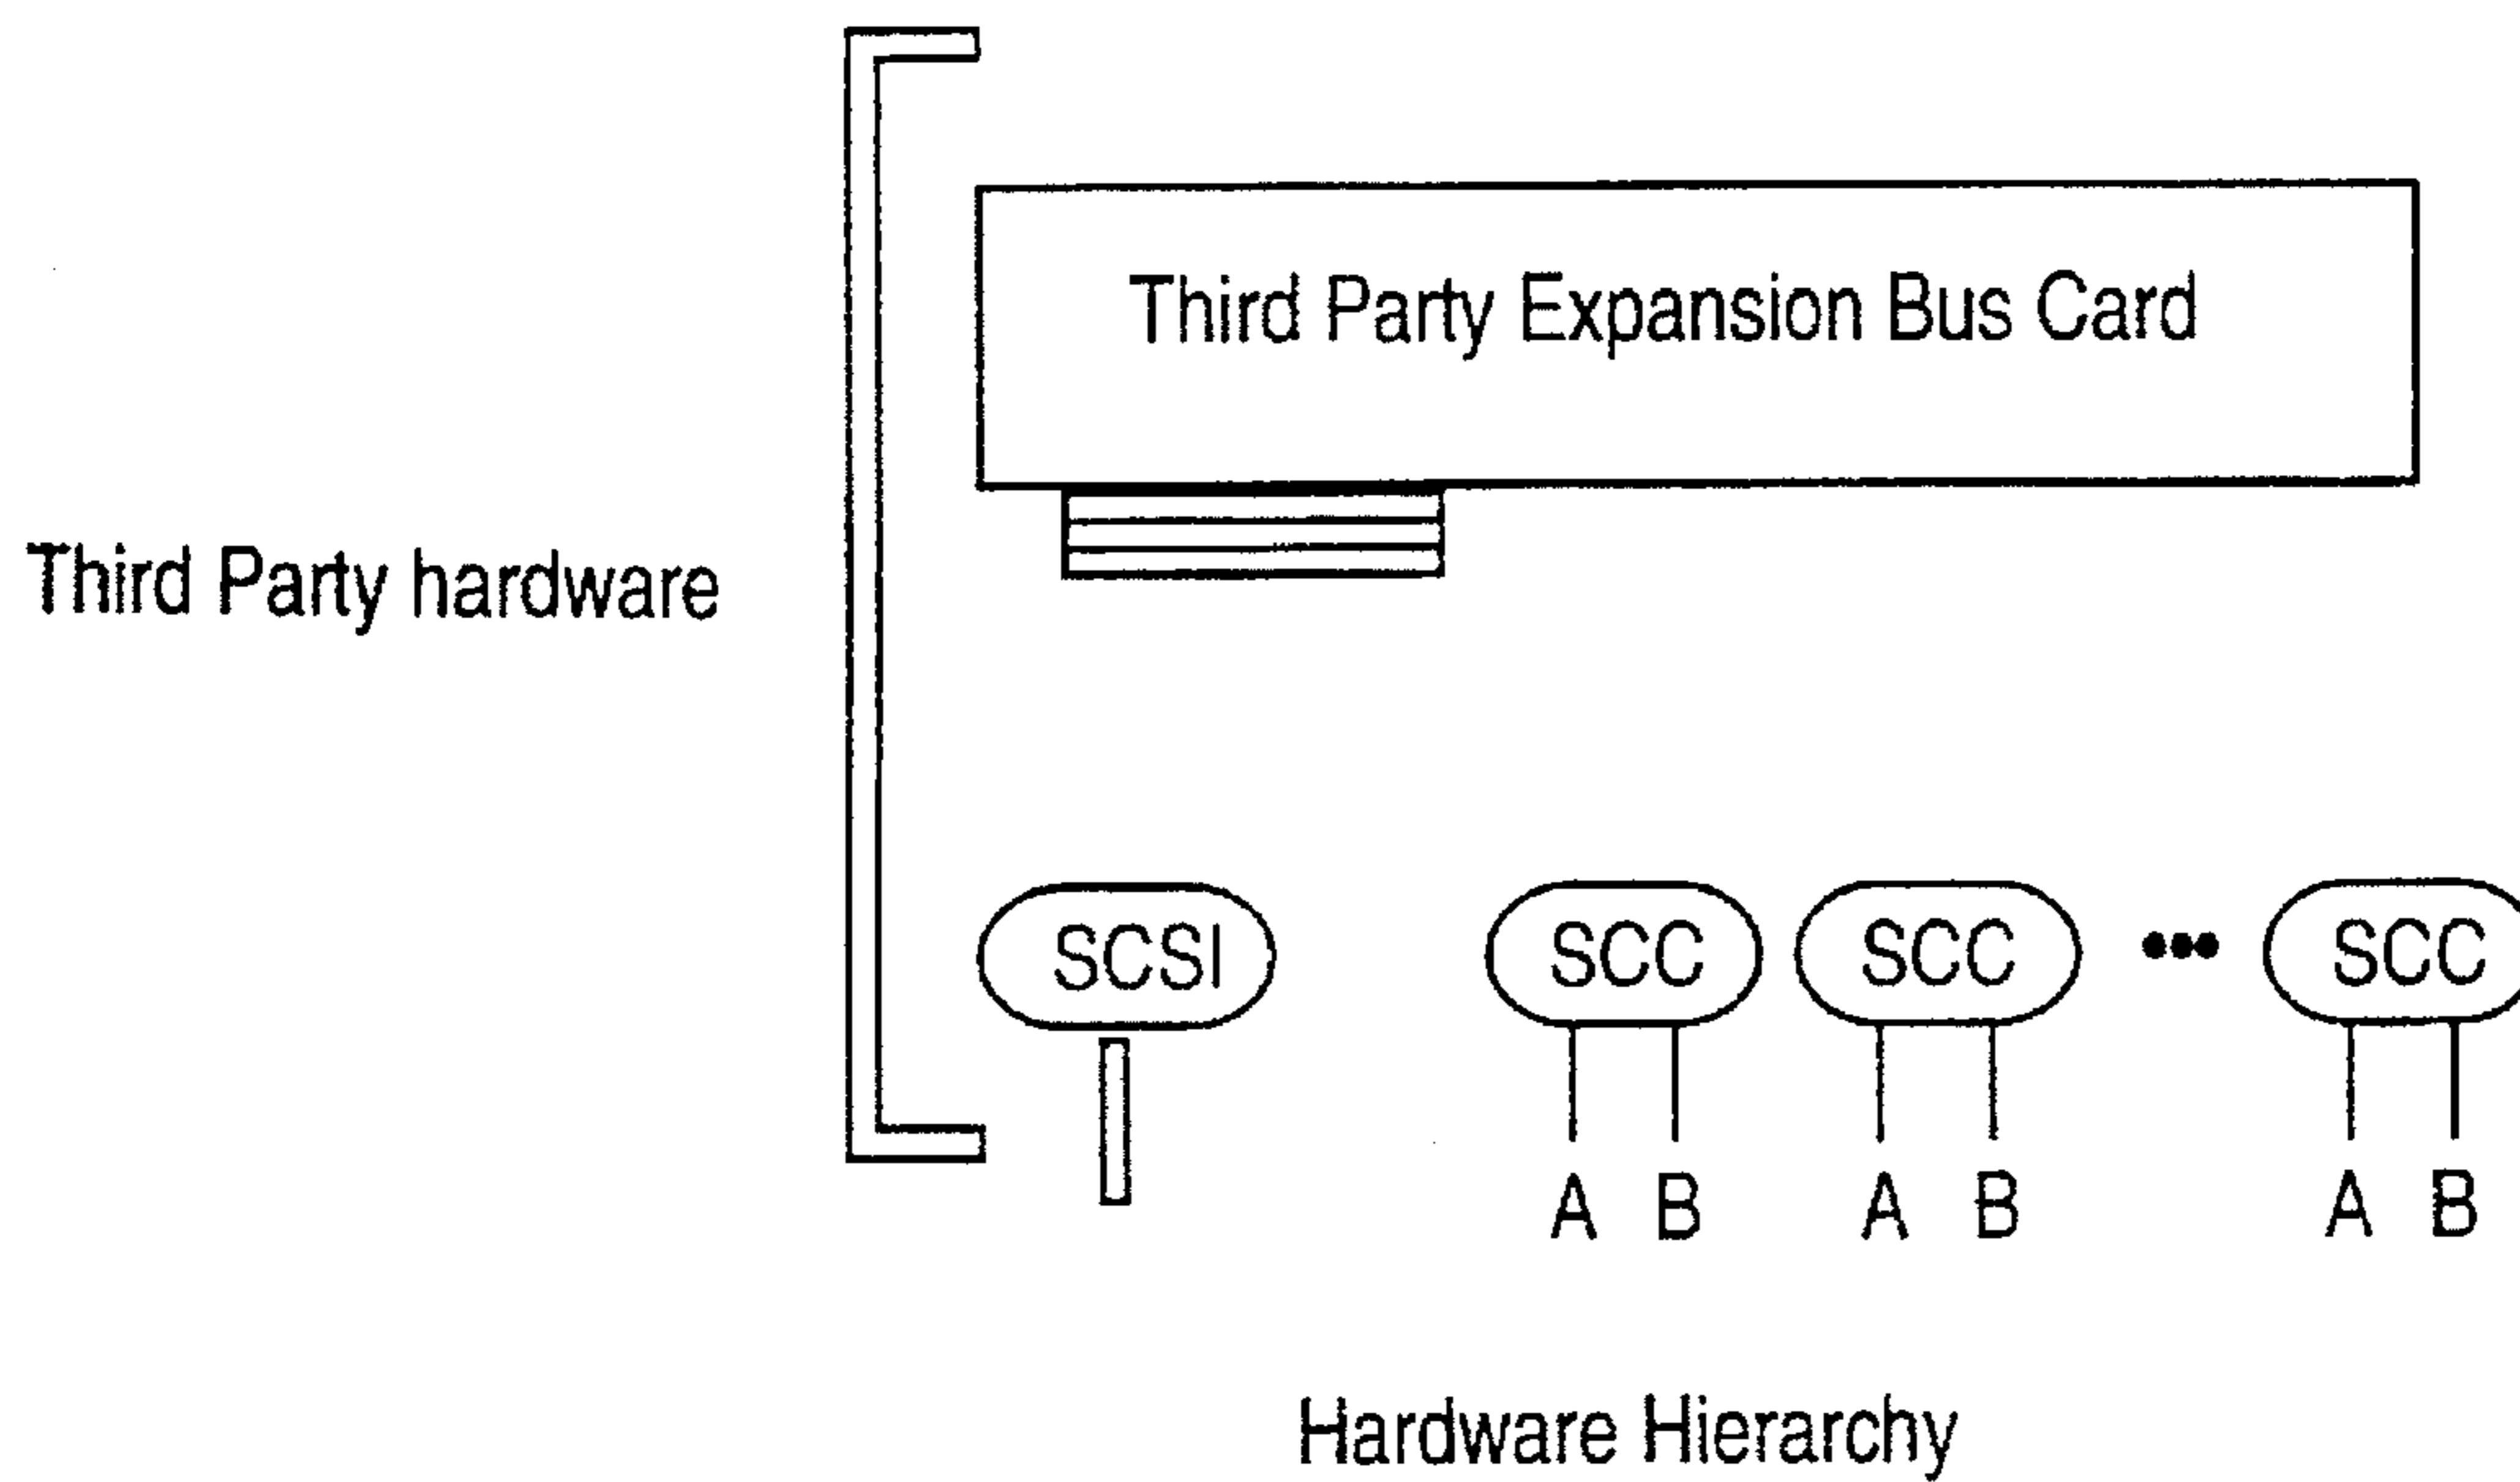 Third Party Expansion Bus Card
Third Party hardware
SCSI SCC SCC ••• SCC
A B A B A B
Hardware Hierarchy